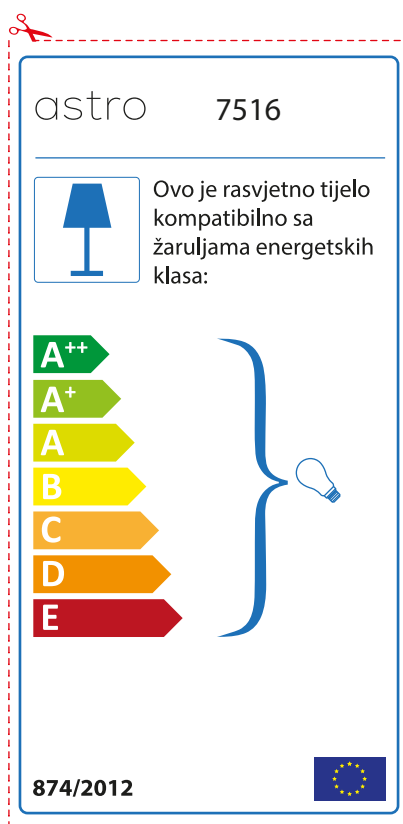 astro 7516
Ovo je rasvjetno tijelo
kompatibilno sa
žaruljama energetskih
klasa:
A++
A+
A
B
C
D
E
874/2012